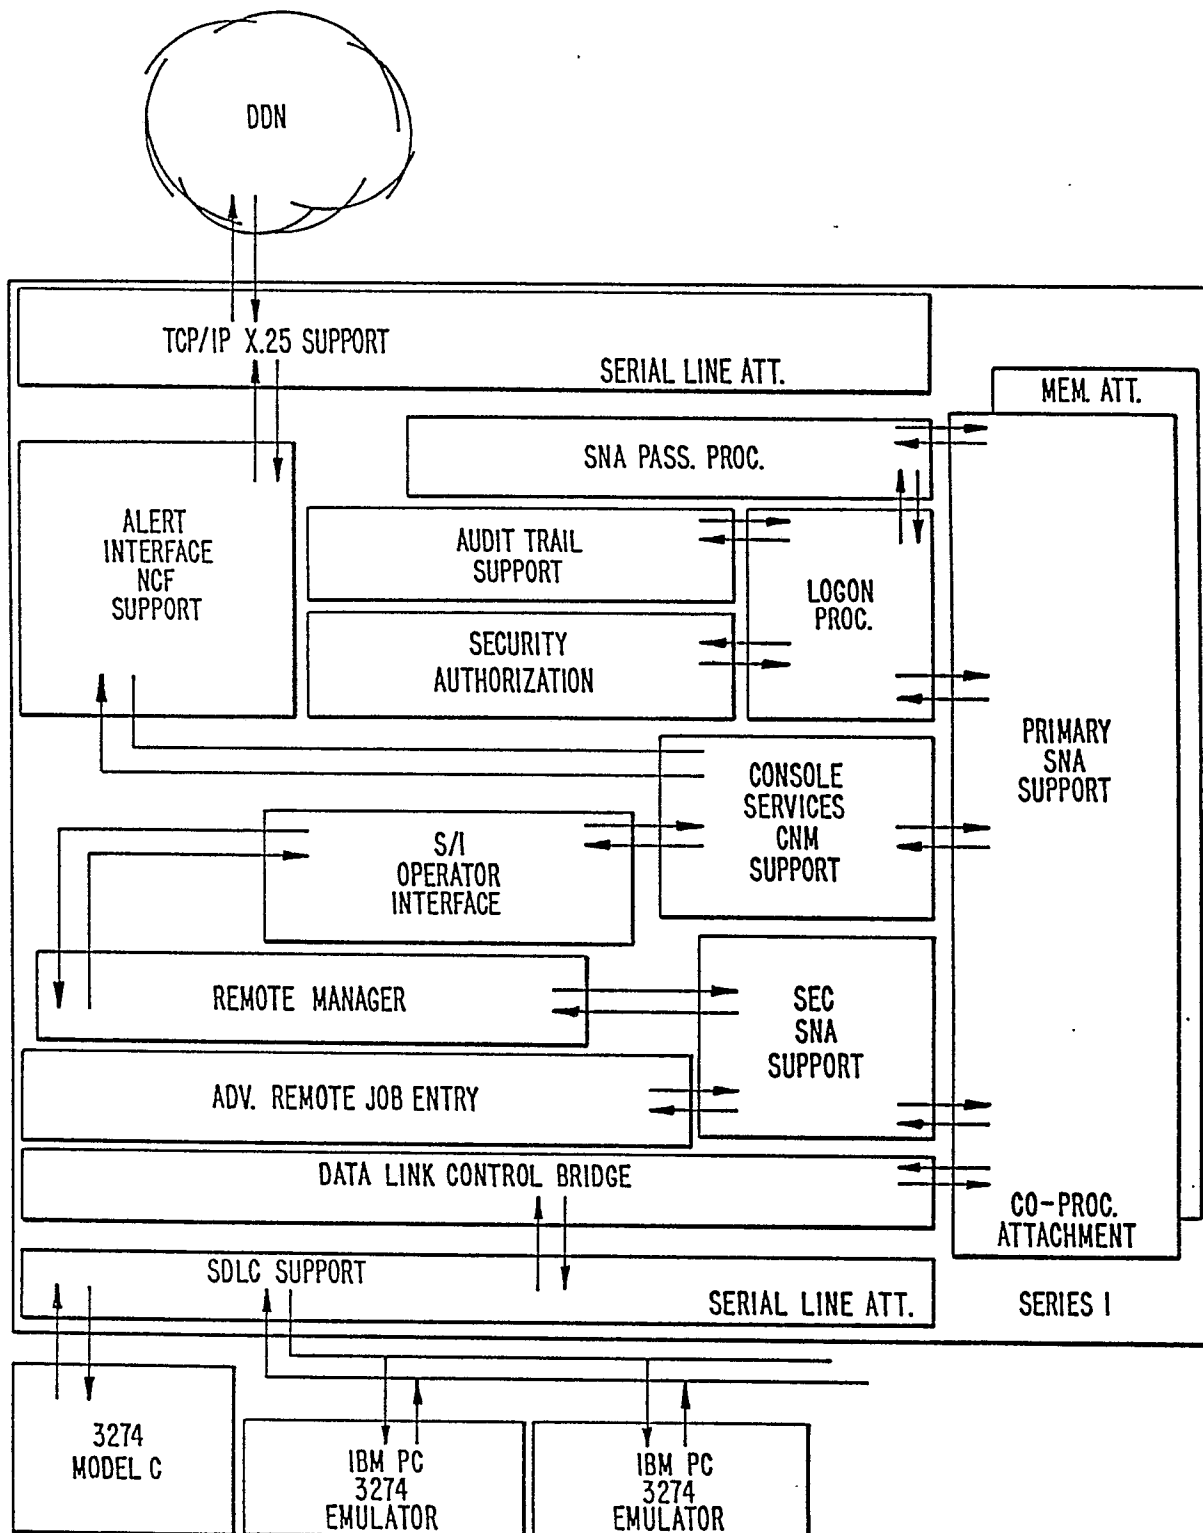 DDN
TCP/IP X.25 SUPPORT
SERIAL LINE ATT.
MEM. ATT.
SNA PASS. PROC.
ALERT
INTERFACE
NCF
SUPPORT
AUDIT TRAIL
SUPPORT
LOGON
PROC.
SECURITY
AUTHORIZATION
PRIMARY
SNA
SUPPORT
CONSOLE
SERVICES
CNM
SUPPORT
S/I
OPERATOR
INTERFACE
REMOTE MANAGER
SEC
SNA
SUPPORT
ADV. REMOTE JOB ENTRY
DATA LINK CONTROL BRIDGE
CO-PROC.
ATTACHMENT
SDLC SUPPORT
SERIAL LINE ATT.
SERIES I
3274
MODEL C
IBM PC
3274
EMULATOR
IBM PC
3274
EMULATOR